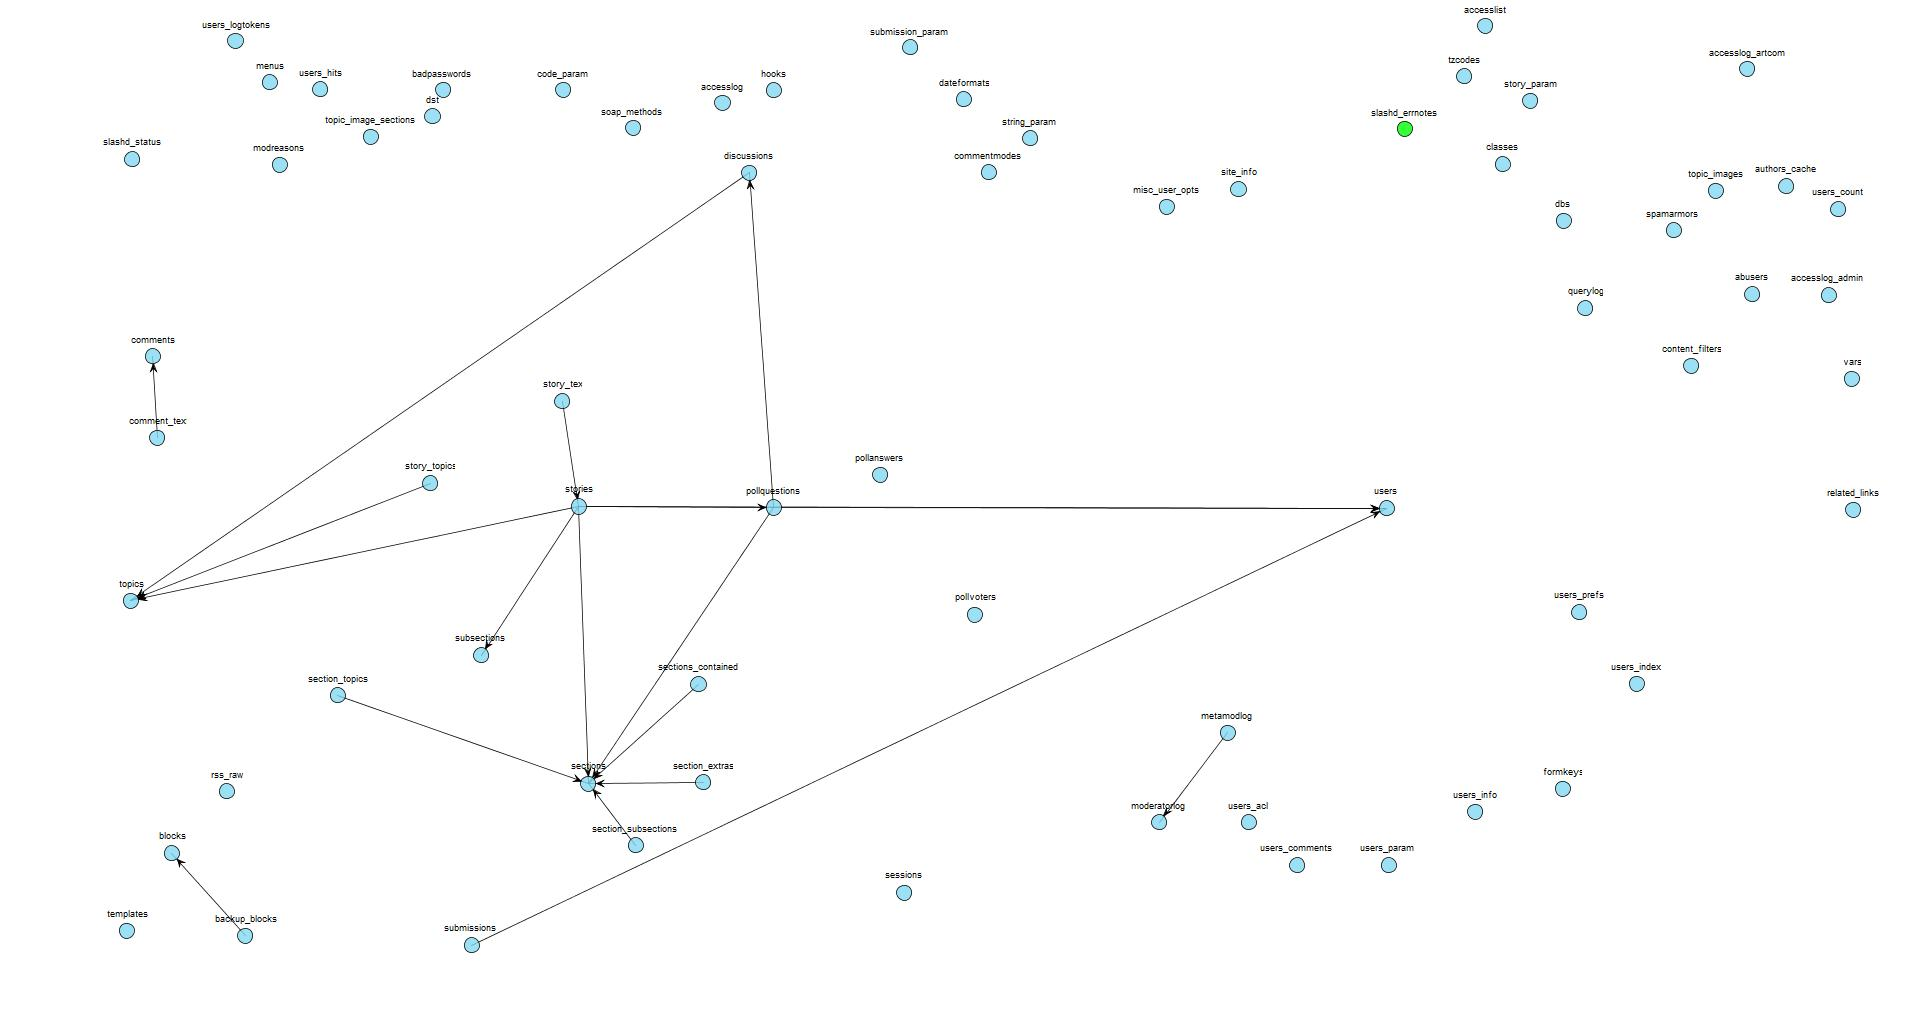 accesslist
users_logtokens
submission_param
accesslog_artcom
tzcodes
menus
users_hits
badpasswords
code_param
hooks
accesslog
dateformats
story_param
dst
soap_methods
slashd_errnotes
topic_image_sections
string_param
slashd_status
modreasons
discussions
commentmodes
classes
site_info
topic_images
authors_cache
misc_user_opts
users_count
dbs
spamarmors
abusers
accesslog_admin
querylog
comments
content_filters
vars
story_tex
comment_tex
pollanswers
story_topics
stories
pollquestions
users
related_links
topics
users_prefs
pollvoters
subsections
sections_contained
users_index
section_topics
metamodlog
sections
section_extras
rss_raw
formkeys
users_info
moderatorlog
users_acl
section_subsections
blocks
users_comments
users_param
sessions
templates
backup_blocks
submissions